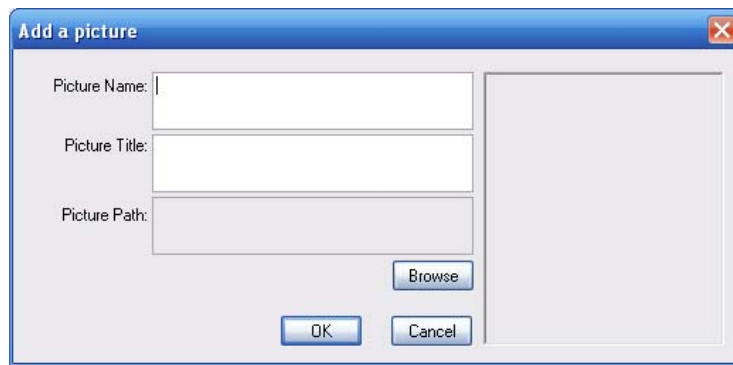 Add a picture
Picture Name:
Picture Title:
Picture Path:
Browse
OK
Cancel